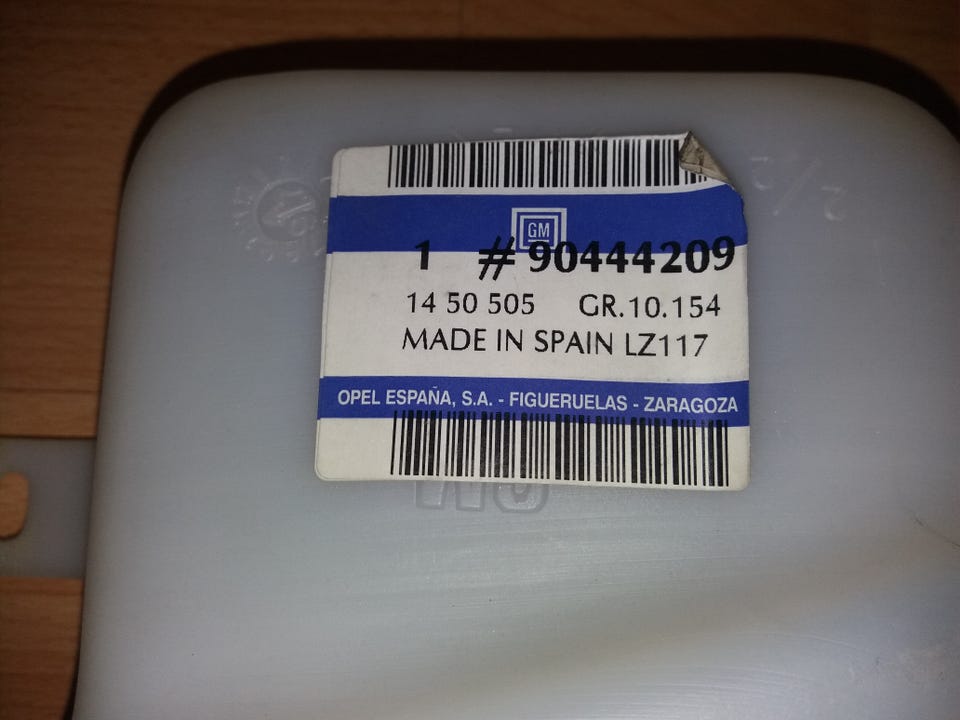 GM
1 #90444209
14 50 505 GR.10.154
MADE IN SPAIN LZ117
OPEL ESPAÑA, S.A. - FIGUERUELAS - ZARAGOZA